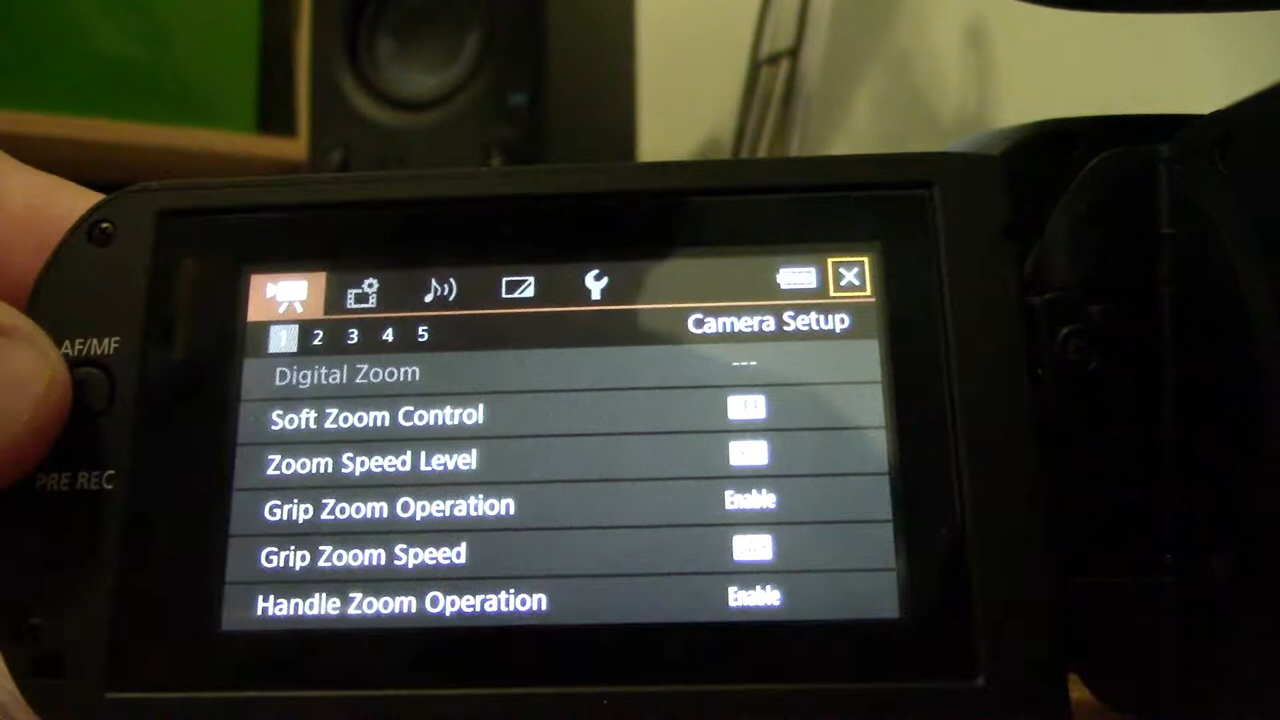 1 2 3 4 5
Camera Setup
Digital Zoom ---
Soft Zoom Control
Zoom Speed Level
Grip Zoom Operation Enable
Grip Zoom Speed
Handle Zoom Operation Enable
AF/MF
PRE REC